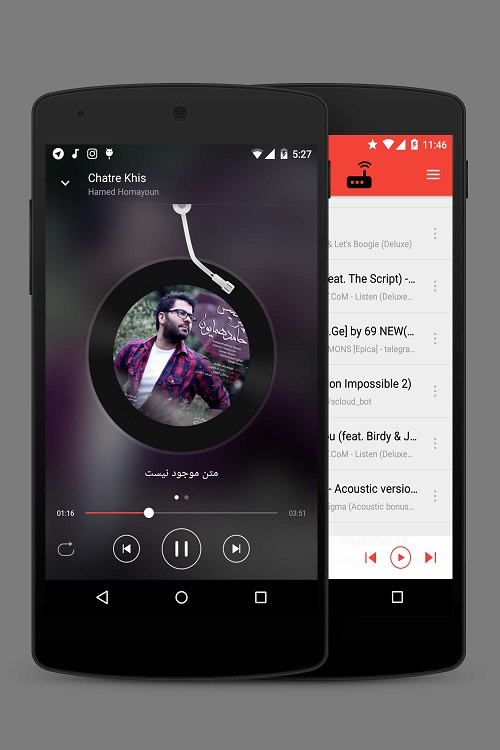 5:27
Chatre Khis
Hamed Homayoun
حامد همایون
متن موجود نیست
01:16
03:51
11:46
& Let's Boogie (Deluxe)
eat. The Script) -...
.CoM - Listen (Deluxe...
.Ge] by 69 NEW(...
MONS [Epica] - telegra...
on Impossible 2)
/scloud_bot
u (feat. Birdy & J...
.CoM - Listen (Deluxe...
- Acoustic versio...
igma (Acoustic bonus...